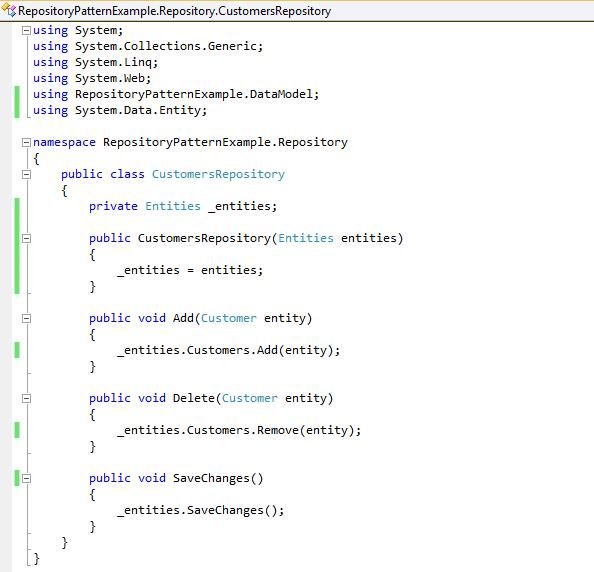 RepositoryPatternExample.Repository.CustomersRepository
using System;
using System.Collections.Generic;
using System.Linq;
using System.Web;
using RepositoryPatternExample.DataModel;
using System.Data.Entity;
namespace RepositoryPatternExample.Repository
{
public class CustomersRepository
{
private Entities _entities;
public CustomersRepository(Entities entities)
{
_entities = entities;
}
public void Add(Customer entity)
{
_entities.Customers.Add(entity);
}
public void Delete(Customer entity)
{
_entities.Customers.Remove(entity);
}
public void SaveChanges()
{
_entities.SaveChanges();
}
}
}